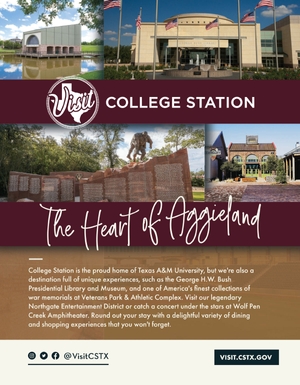 Visit
COLLEGE STATION
The Heart of Aggieland
College Station is the proud home of Texas A&M University, but we're also a
destination full of unique experiences, such as the George H.W. Bush
Presidential Library and Museum, and one of America's finest collections of
war memorials at Veterans Park & Athletic Complex. Visit our legendary
Northgate Entertainment District or catch a concert under the stars at Wolf Pen
Creek Amphitheater. Round out your stay with a delightful variety of dining
and shopping experiences that you won't forget.
@VisitCSTX
VISIT.CSTX.GOV